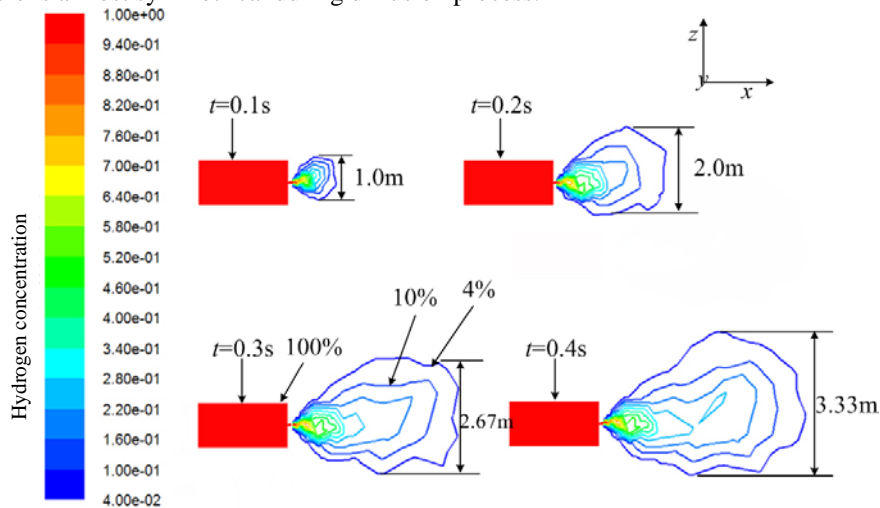 1.00e+00
9.40e-01
8.80e-01
8.20e-01
7.60e-01
7.00e-01
6.40e-01
5.80e-01
5.20e-01
4.60e-01
4.00e-01
3.40e-01
2.80e-01
2.20e-01
1.60e-01
1.00e-01
4.00e-02
Hydrogen concentration
t=0.1s
1.0m
t=0.2s
2.0m
z
y
x
t=0.3s
100%
10%
4%
2.67m
t=0.4s
3.33m